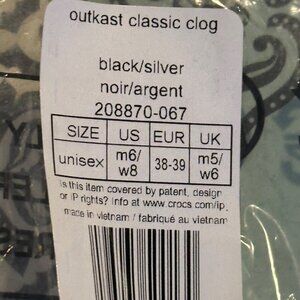 outkast classic clog
black/silver
noir/argent
208870-067
SIZE US EUR UK
unisex m6/ w8 38-39 m5/ w6
Is this item covered by patent, design
or IP rights? Info at www.crocs.com/ip.
made in vietnam / fabriqué au vietnam